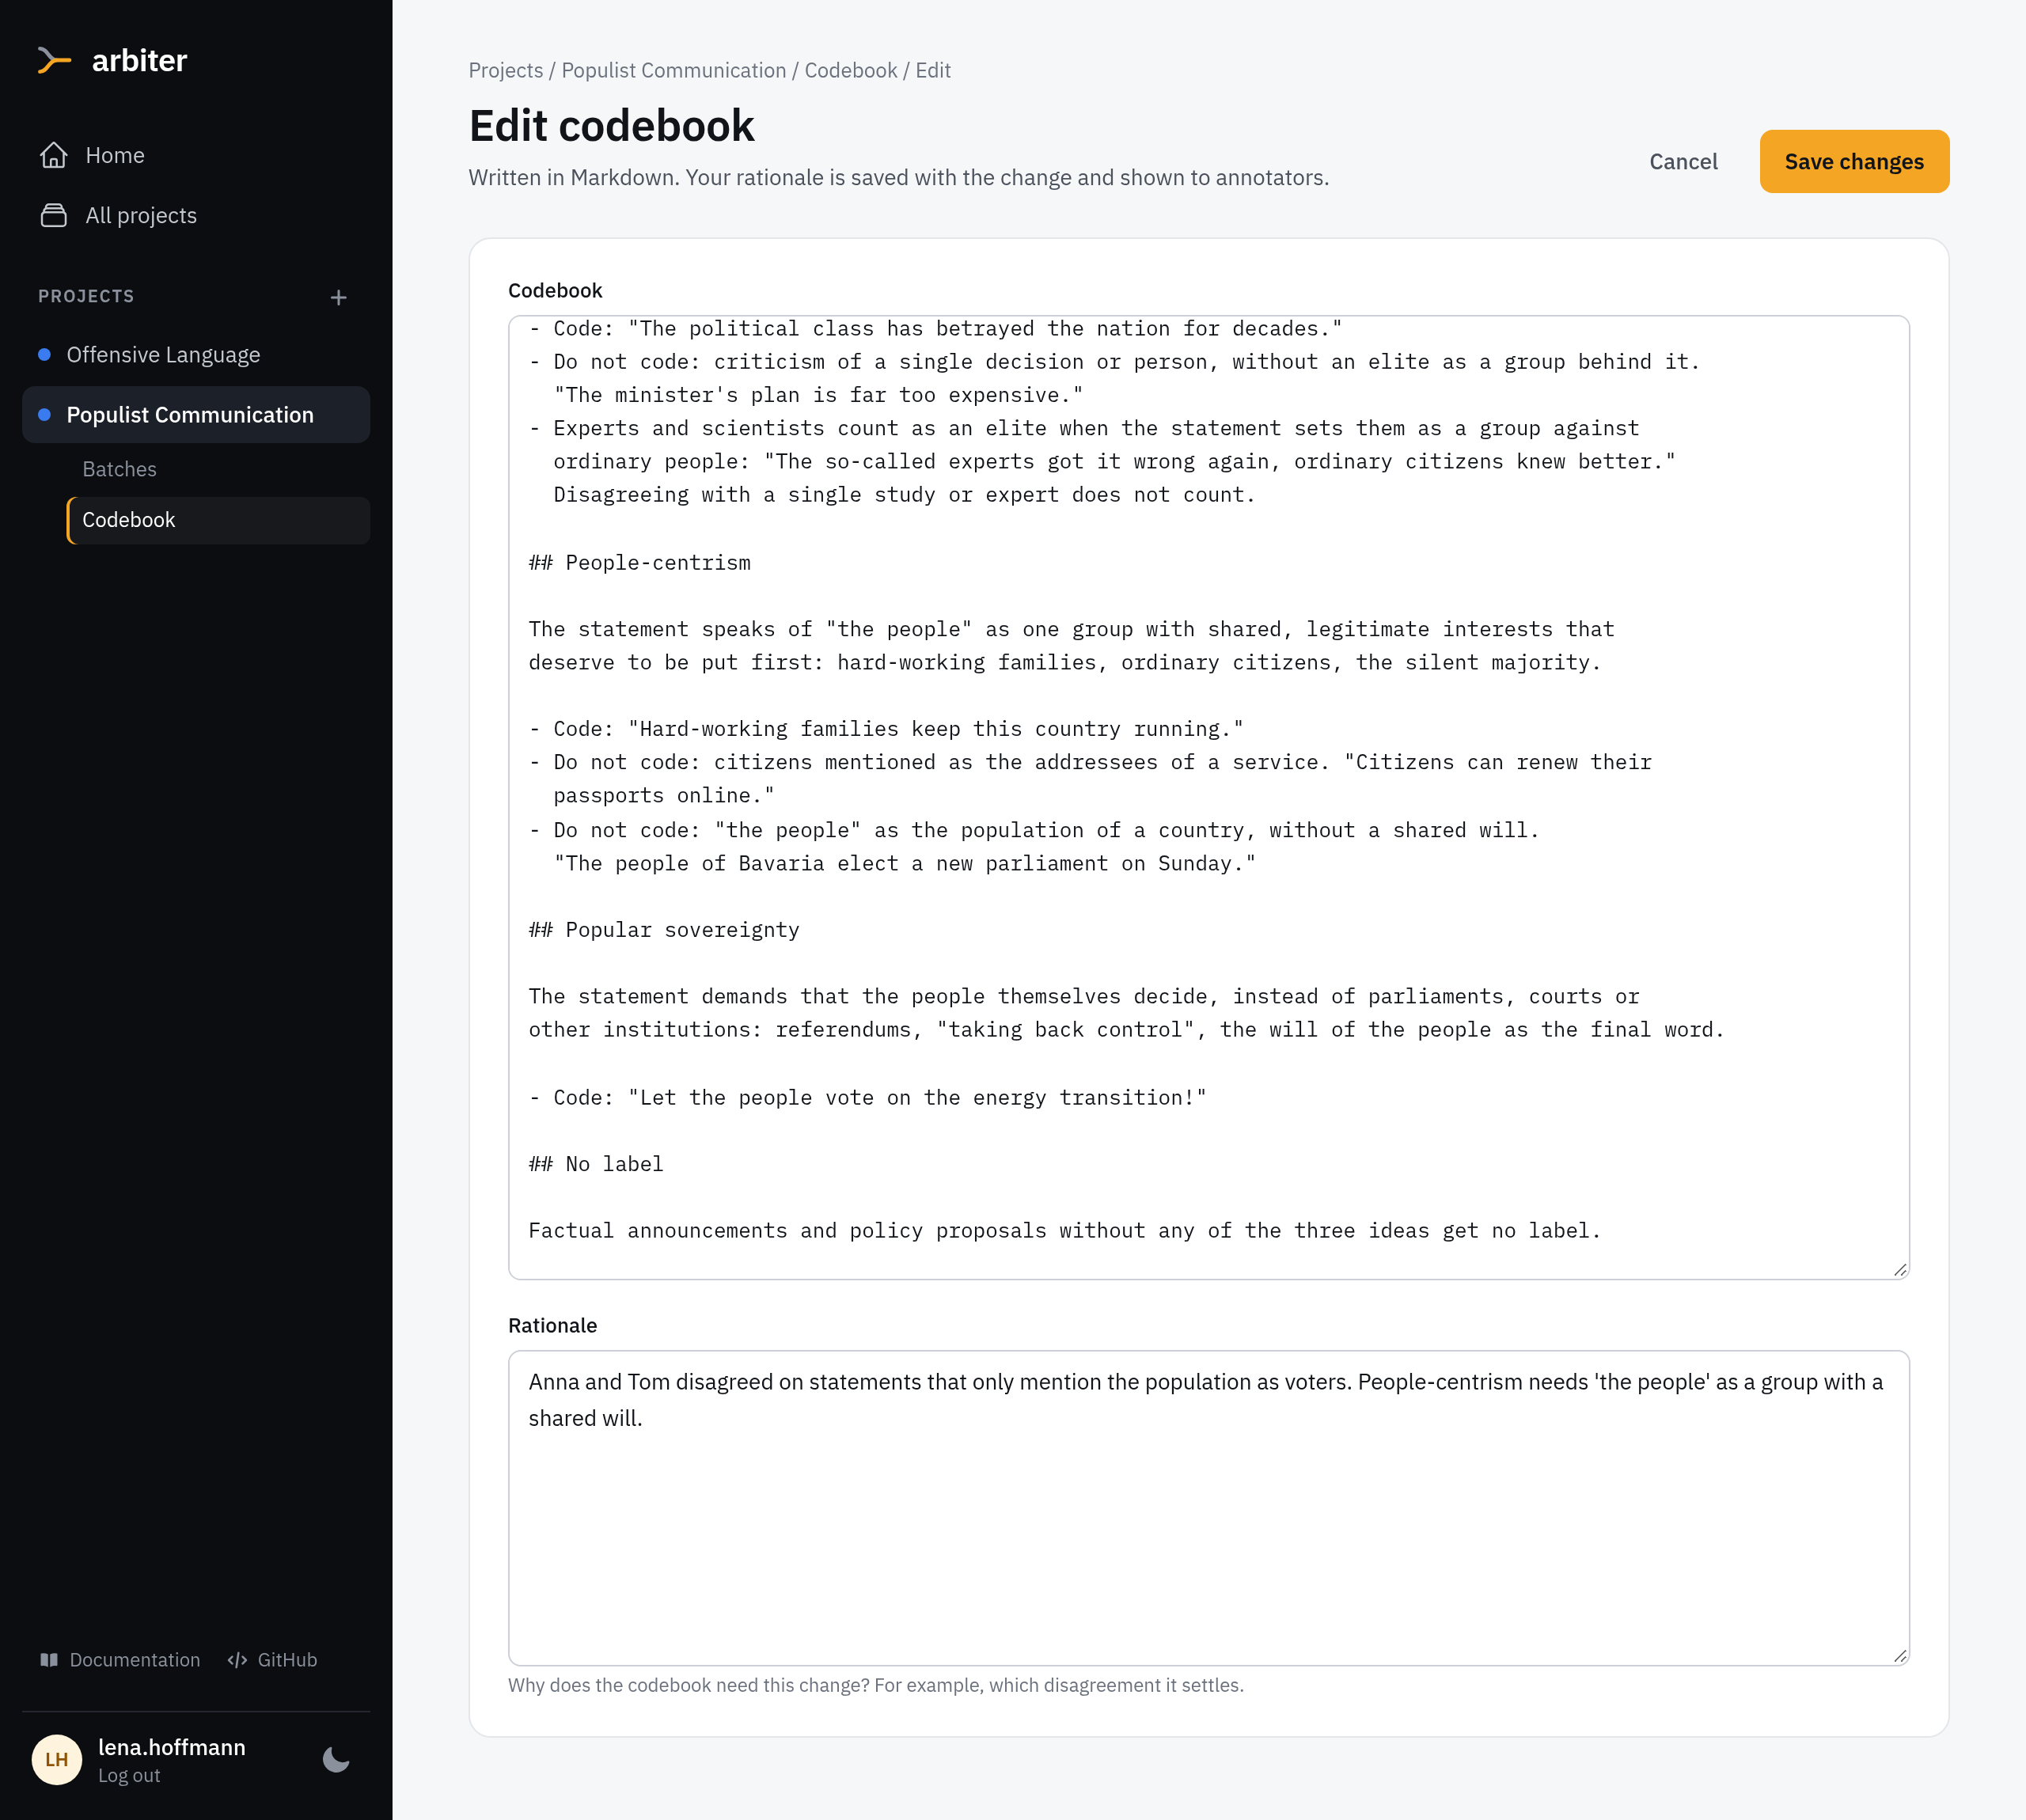 arbiter
Home
All projects
PROJECTS
Offensive Language
Populist Communication
Batches
Codebook
Documentation
GitHub
LH
lena.hoffmann
Log out
Projects / Populist Communication / Codebook / Edit
Edit codebook
Written in Markdown. Your rationale is saved with the change and shown to annotators.
Cancel
Save changes
Codebook
- Code: "The political class has betrayed the nation for decades."
- Do not code: criticism of a single decision or person, without an elite as a group behind it.
"The minister's plan is far too expensive."
- Experts and scientists count as an elite when the statement sets them as a group against
ordinary people: "The so-called experts got it wrong again, ordinary citizens knew better."
Disagreeing with a single study or expert does not count.
## People-centrism
The statement speaks of "the people" as one group with shared, legitimate interests that
deserve to be put first: hard-working families, ordinary citizens, the silent majority.
- Code: "Hard-working families keep this country running."
- Do not code: citizens mentioned as the addressees of a service. "Citizens can renew their
passports online."
- Do not code: "the people" as the population of a country, without a shared will.
"The people of Bavaria elect a new parliament on Sunday."
## Popular sovereignty
The statement demands that the people themselves decide, instead of parliaments, courts or
other institutions: referendums, "taking back control", the will of the people as the final word.
- Code: "Let the people vote on the energy transition!"
## No label
Factual announcements and policy proposals without any of the three ideas get no label.
Rationale
Anna and Tom disagreed on statements that only mention the population as voters. People-centrism needs 'the people' as a group with a
shared will.
Why does the codebook need this change? For example, which disagreement it settles.